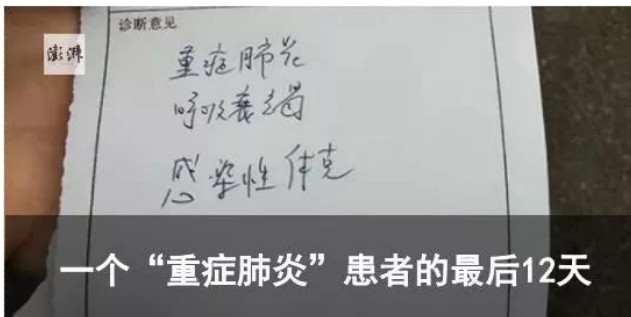 诊断意见
澎湃
重症肺炎
呼吸衰竭
感染性休克
一个“重症肺炎”患者的最后12天